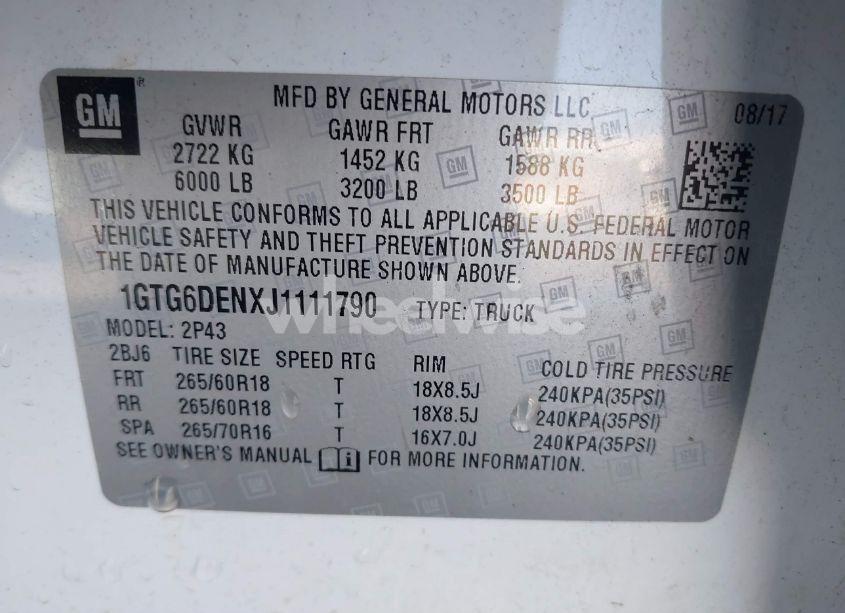 GM
MFD BY GENERAL MOTORS LLC 08/17
GVWR GAWR FRT GAWR RR
2722 KG 1452 KG 1588 KG
6000 LB 3200 LB 3500 LB
THIS VEHICLE CONFORMS TO ALL APPLICABLE U.S. FEDERAL MOTOR
VEHICLE SAFETY AND THEFT PREVENTION STANDARDS IN EFFECT ON
THE DATE OF MANUFACTURE SHOWN ABOVE.
1GTG6DENXJ1111790 TYPE: TRUCK
wheelwise
MODEL: 2P43
2BJ6 TIRE SIZE SPEED RTG RIM COLD TIRE PRESSURE
FRT 265/60R18 T 18X8.5J 240KPA(35PSI)
RR 265/60R18 T 18X8.5J 240KPA(35PSI)
SPA 265/70R16 T 16X7.0J 240KPA(35PSI)
SEE OWNER'S MANUAL i FOR MORE INFORMATION.